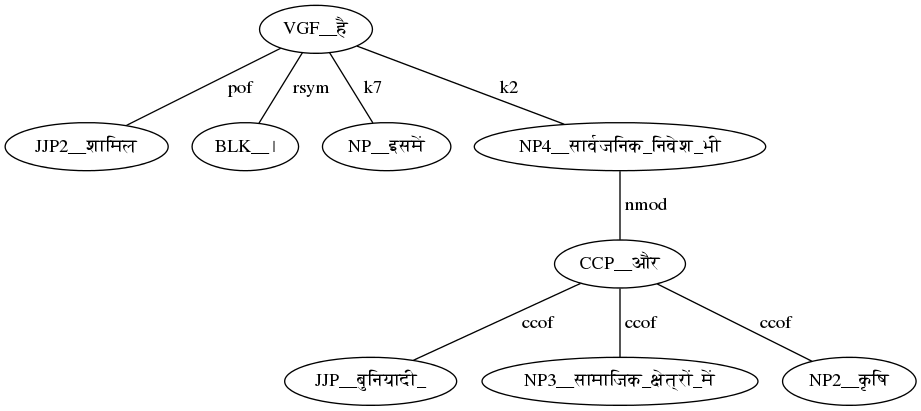 VGF__है
pof rsym k7 k2
JJP2__शामिल BLK__। NP__इसमें NP4__सार्वजनिक_निवेश_भी
nmod
CCP__और
ccof ccof ccof
JJP__बुनियादी_ NP3__सामाजिक_क्षेत्रों_में NP2__कृषि